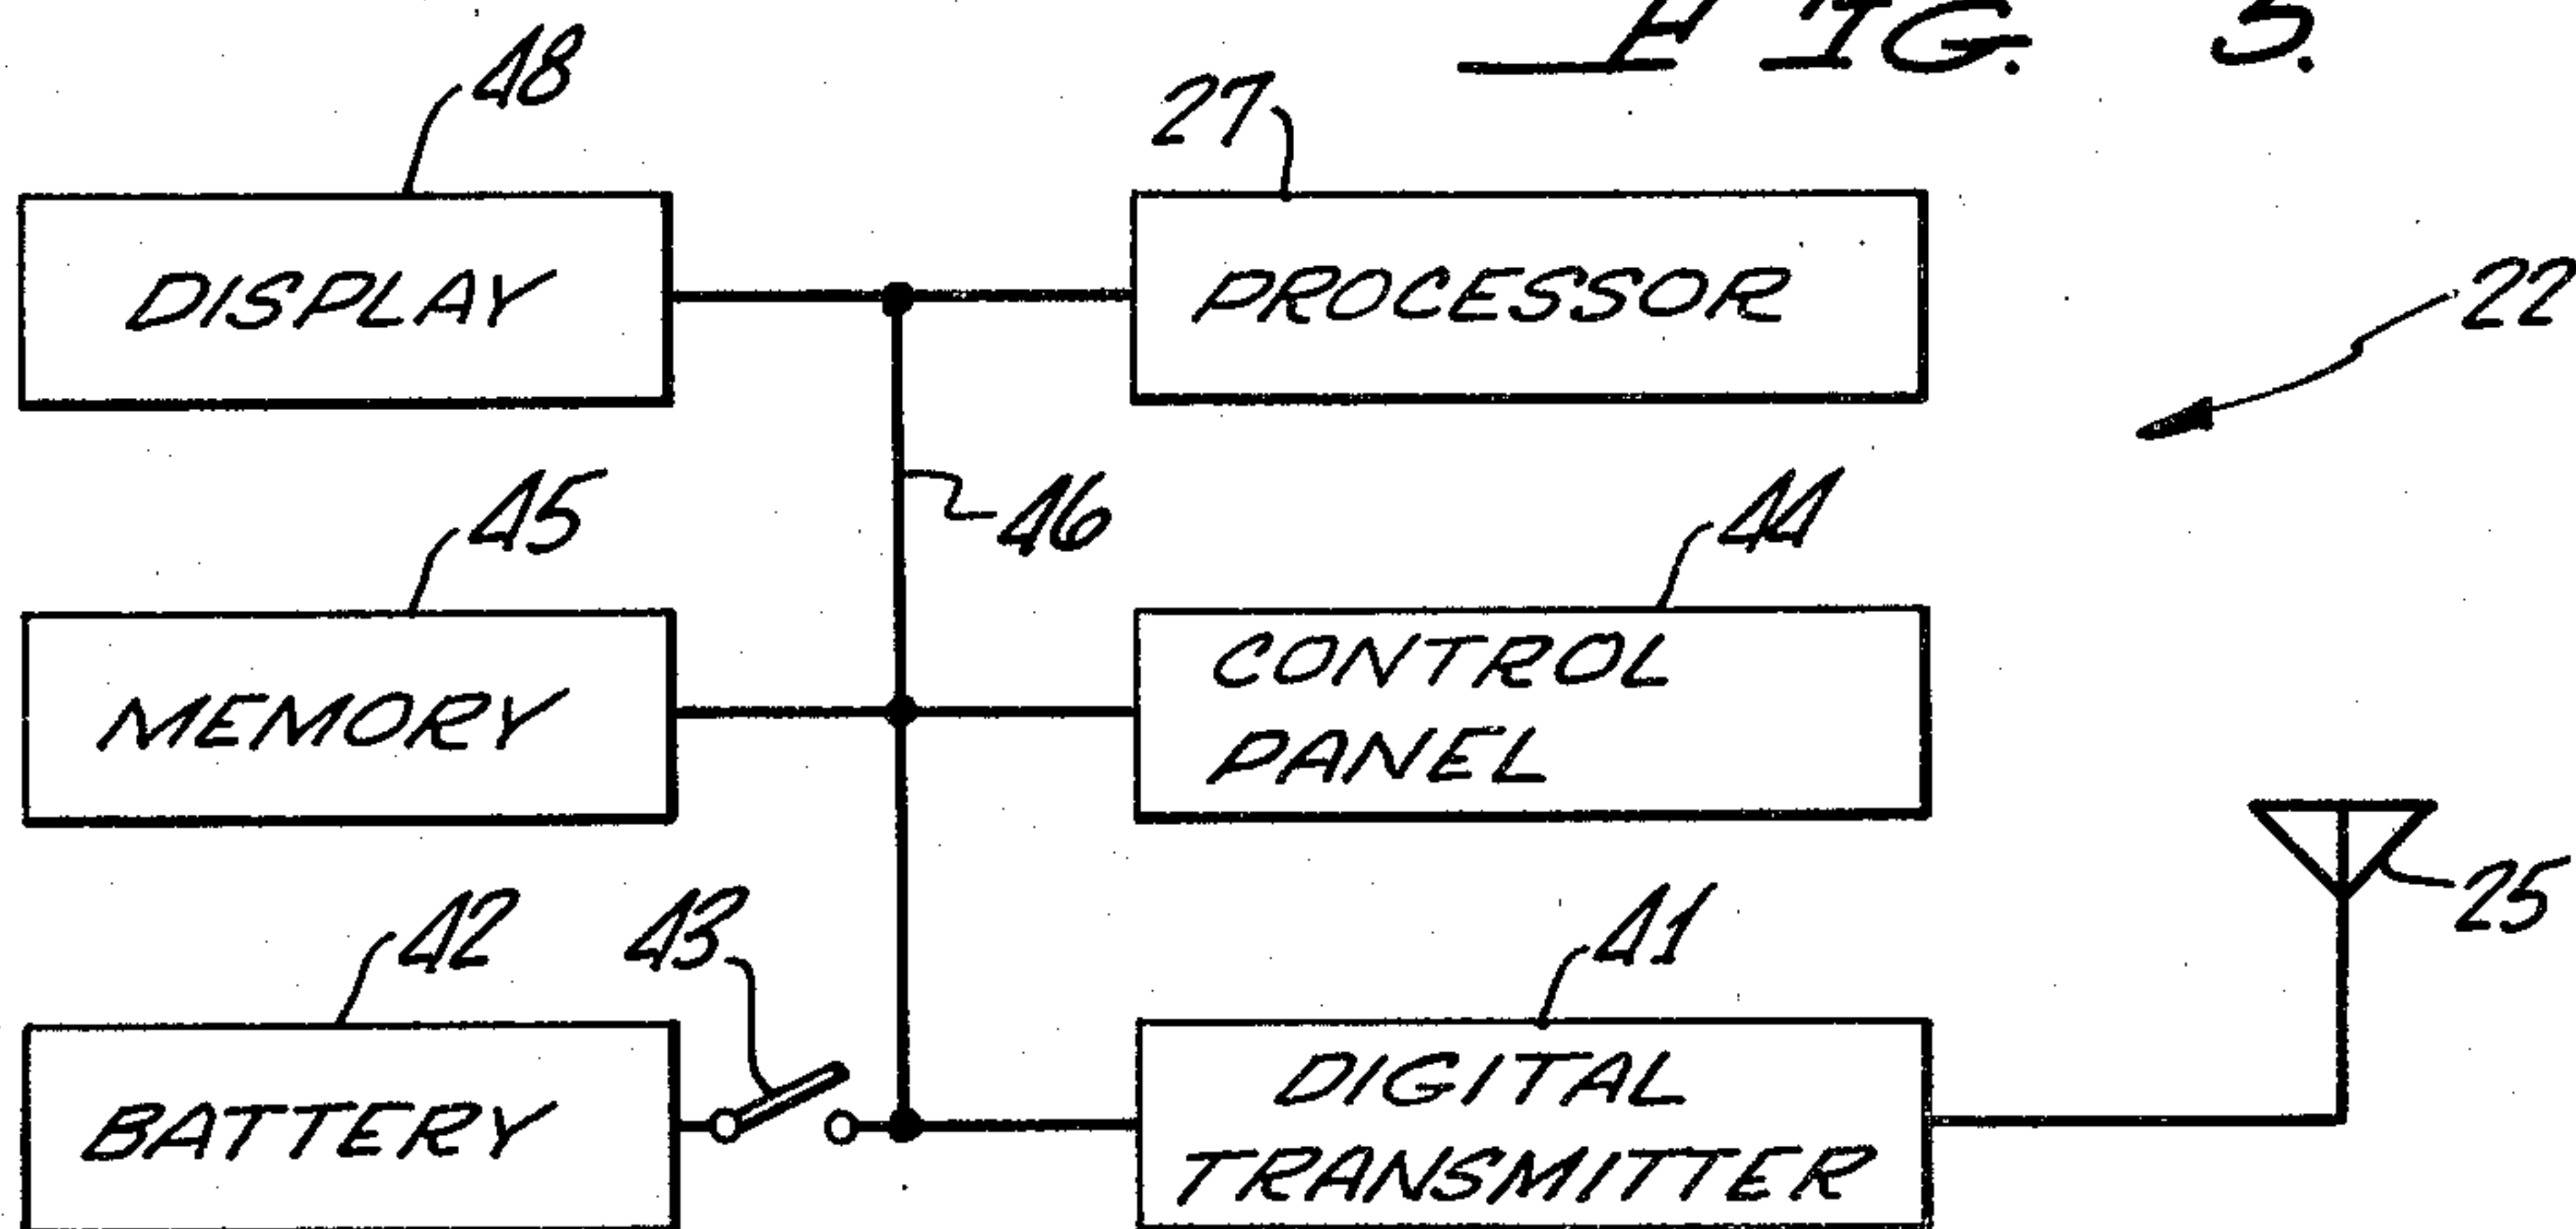 FIG. 5.
48
27
DISPLAY
PROCESSOR
22
45
46
44
MEMORY
CONTROL
PANEL
25
42
43
41
BATTERY
DIGITAL
TRANSMITTER